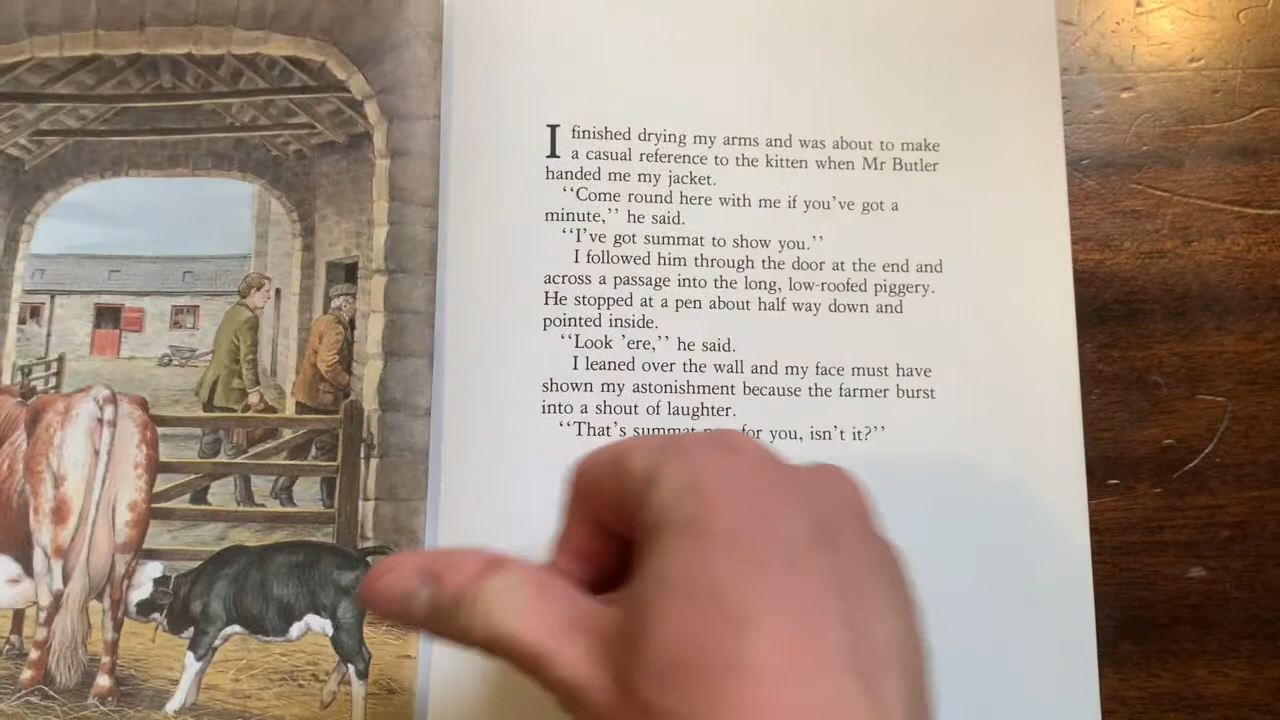 I finished drying my arms and was about to make
a casual reference to the kitten when Mr Butler
handed me my jacket.
‘‘Come round here with me if you've got a
minute,’’ he said.
‘‘I've got summat to show you.’’
I followed him through the door at the end and
across a passage into the long, low-roofed piggery.
He stopped at a pen about half way down and
pointed inside.
‘‘Look 'ere,’’ he said.
I leaned over the wall and my face must have
shown my astonishment because the farmer burst
into a shout of laughter.
‘‘That's summat for you, isn't it?’’